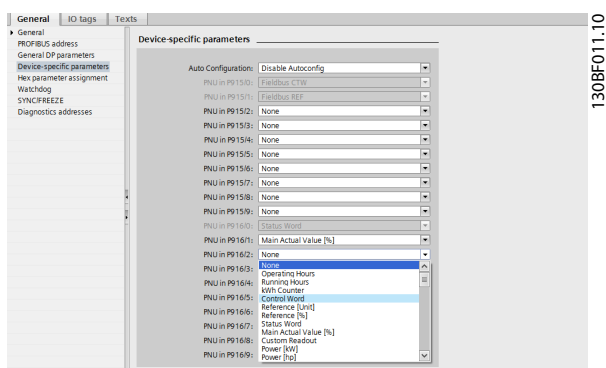 General IO tags Texts
General
PROFIBUS address
General DP parameters
Device-specific parameters
Hex parameter assignment
Watchdog
SYNC/FREEZE
Diagnostics addresses
Device-specific parameters
Auto Configuration: Disable Autoconfig
PNU in P915/0: Fieldbus CTW
PNU in P915/1: Fieldbus REF
PNU in P915/2: None
PNU in P915/3: None
PNU in P915/4: None
PNU in P915/5: None
PNU in P915/6: None
PNU in P915/7: None
PNU in P915/8: None
PNU in P915/9: None
PNU in P916/0: Status Word
PNU in P916/1: Main Actual Value [%]
PNU in P916/2: None
PNU in P916/3:
PNU in P916/4:
PNU in P916/5:
PNU in P916/6:
PNU in P916/7:
PNU in P916/8:
PNU in P916/9:
None
Operating Hours
Running Hours
kWh Counter
Control Word
Reference [Unit]
Reference [%]
Status Word
Main Actual Value [%]
Custom Readout
Power [kW]
Power [hp]
130BF011.10